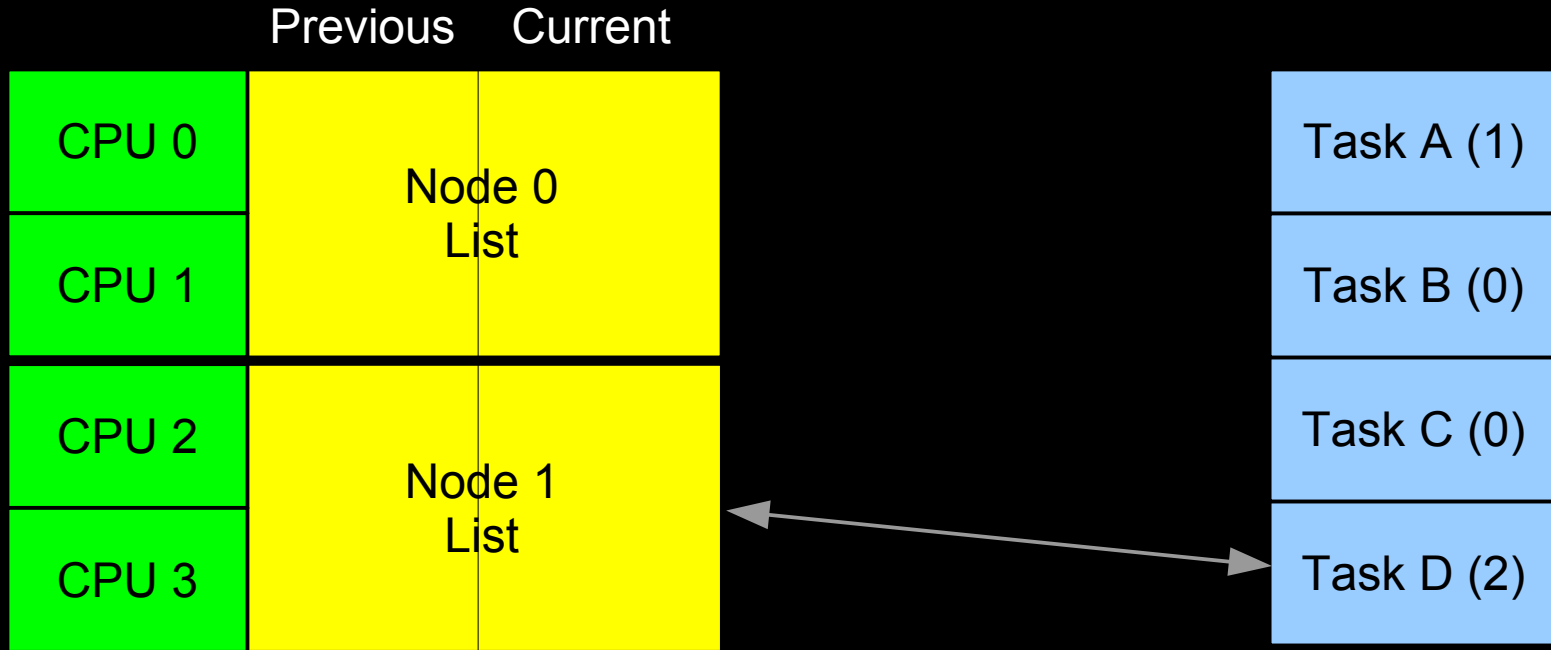 Previous Current
CPU 0
CPU 1
CPU 2
CPU 3
Node 0
List
Node 1
List
Task A (1)
Task B (0)
Task C (0)
Task D (2)